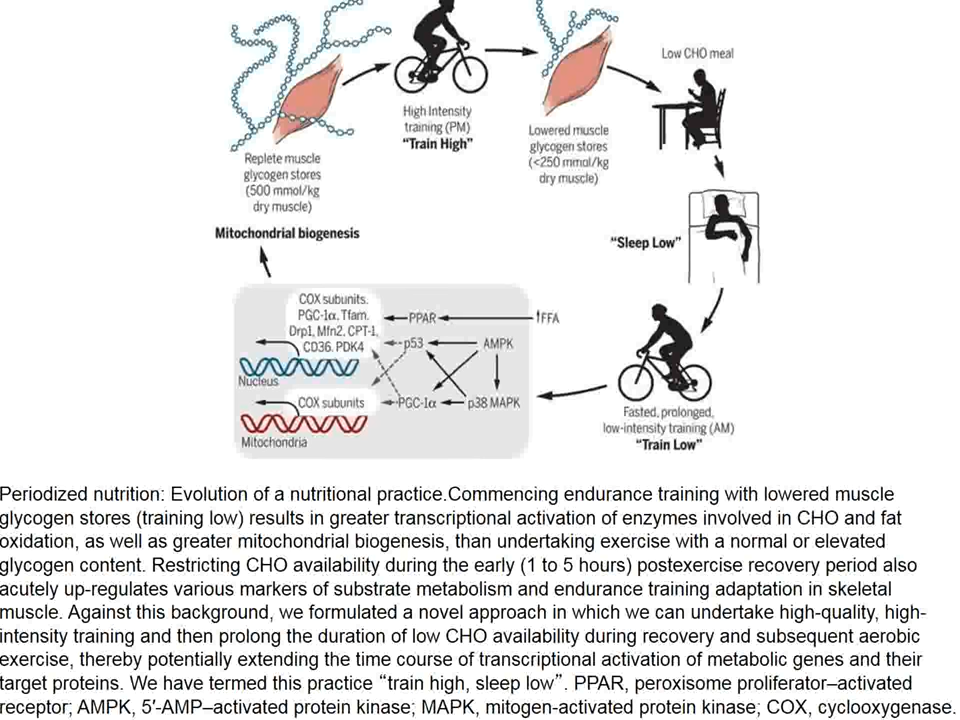 Low CHO meal
High Intensity
training (PM)
"Train High"
Lowered muscle
glycogen stores
(<250 mmol/kg
dry muscle)
Replete muscle
glycogen stores
(500 mmol/kg
dry muscle)
Mitochondrial biogenesis
"Sleep Low"
COX subunits.
PGC-1α, Tfam.
Drp1, Mfn2, CPT-1,
CD36, PDK4
PPAR
↑FFA
p53
AMPK
Nucleus
COX subunits
PGC-1α
p38 MAPK
Mitochondria
Fasted, prolonged,
low-intensity training (AM)
"Train Low"
Periodized nutrition: Evolution of a nutritional practice.Commencing endurance training with lowered muscle
glycogen stores (training low) results in greater transcriptional activation of enzymes involved in CHO and fat
oxidation, as well as greater mitochondrial biogenesis, than undertaking exercise with a normal or elevated
glycogen content. Restricting CHO availability during the early (1 to 5 hours) postexercise recovery period also
acutely up-regulates various markers of substrate metabolism and endurance training adaptation in skeletal
muscle. Against this background, we formulated a novel approach in which we can undertake high-quality, high-
intensity training and then prolong the duration of low CHO availability during recovery and subsequent aerobic
exercise, thereby potentially extending the time course of transcriptional activation of metabolic genes and their
target proteins. We have termed this practice “train high, sleep low”. PPAR, peroxisome proliferator–activated
receptor; AMPK, 5′-AMP–activated protein kinase; MAPK, mitogen-activated protein kinase; COX, cyclooxygenase.